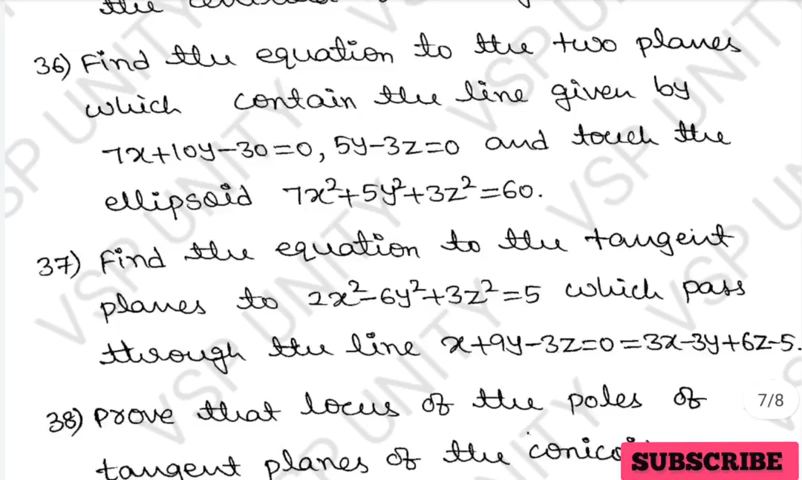 the
36) Find the equation to the two planes
which contain the line given by
7x+10y-30=0, 5y-3z=0 and touch the
ellipsoid 7x²+5y²+3z²=60.
37) Find the equation to the tangent
planes to 2x²-6y²+3z²=5 which pass
through the line x+9y-3z=0=3x-3y+6z-5.
38) Prove that locus of the poles of
tangent planes of the
7/8
SUBSCRIBE
VSP UNITY